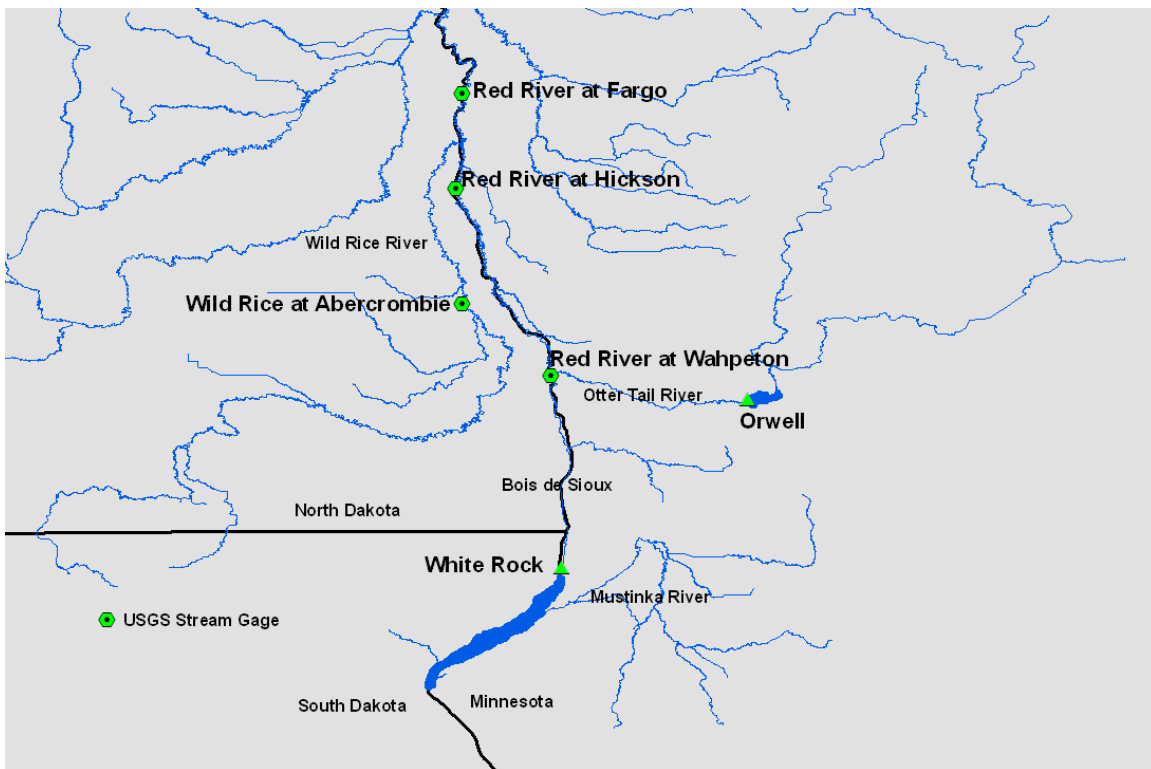 Red River at Fargo
Red River at Hickson
Wild Rice River
Wild Rice at Abercrombie
Red River at Wahpeton
Otter Tail River
Orwell
Bois de Sioux
North Dakota
White Rock
Mustinka River
USGS Stream Gage
South Dakota
Minnesota